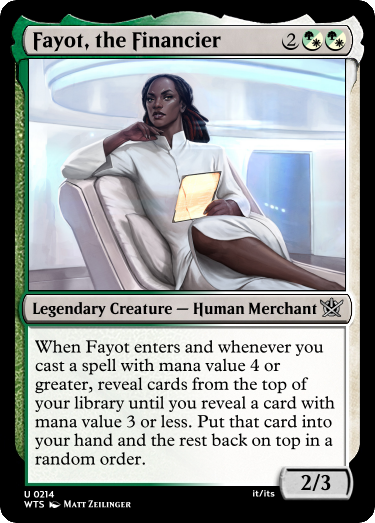 Fayot, the Financier 2
Legendary Creature — Human Merchant
When Fayot enters and whenever you
cast a spell with mana value 4 or
greater, reveal cards from the top of
your library until you reveal a card with
mana value 3 or less. Put that card into
your hand and the rest back on top in a
random order.
2/3
U 0214 it/its
WTS Matt Zeilinger